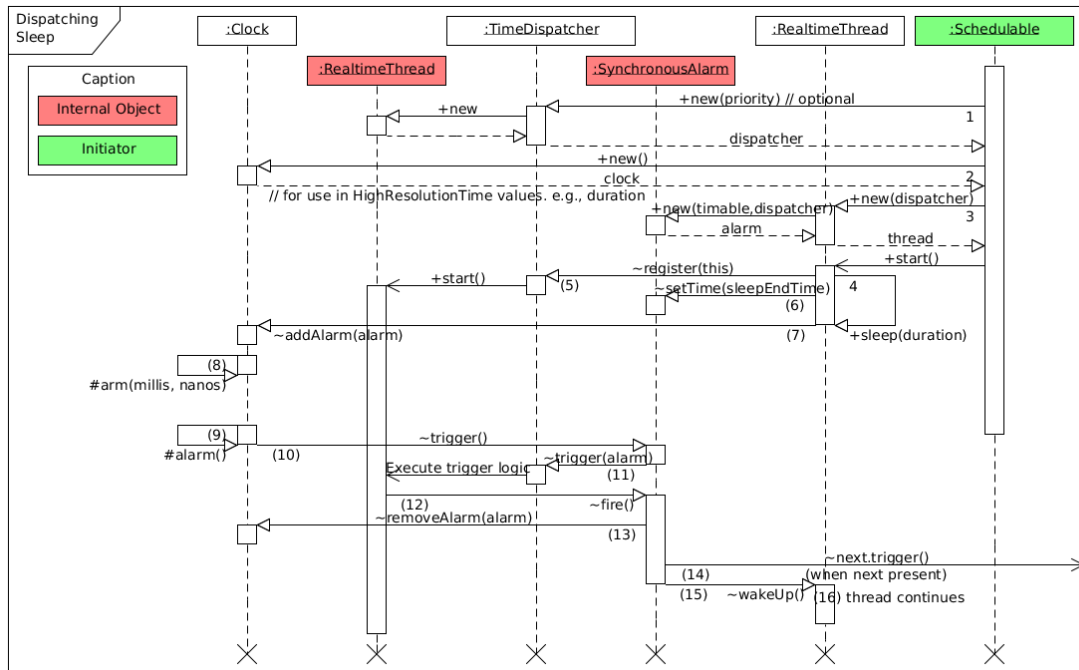 Dispatching
Sleep
:Clock
:TimeDispatcher
:RealtimeThread
:Schedulable
Caption
Internal Object
Initiator
:RealtimeThread
:SynchronousAlarm
+new(priority) // optional
1
+new
dispatcher
+new()
2
clock
// for use in HighResolutionTime values. e.g., duration
+new(dispatcher)
3
+new(timable,dispatcher)
alarm
thread
+start()
~register(this)
4
+start()
(5)
~setTime(sleepEndTime)
(6)
~addAlarm(alarm)
(7)
+sleep(duration)
(8)
#arm(millis, nanos)
(9)
#alarm()
(10)
~trigger()
~trigger(alarm)
(11)
Execute trigger logic
(12)
~fire()
~removeAlarm(alarm)
(13)
~next.trigger()
(14)
(when next present)
(15)
~wakeUp()
(16) thread continues